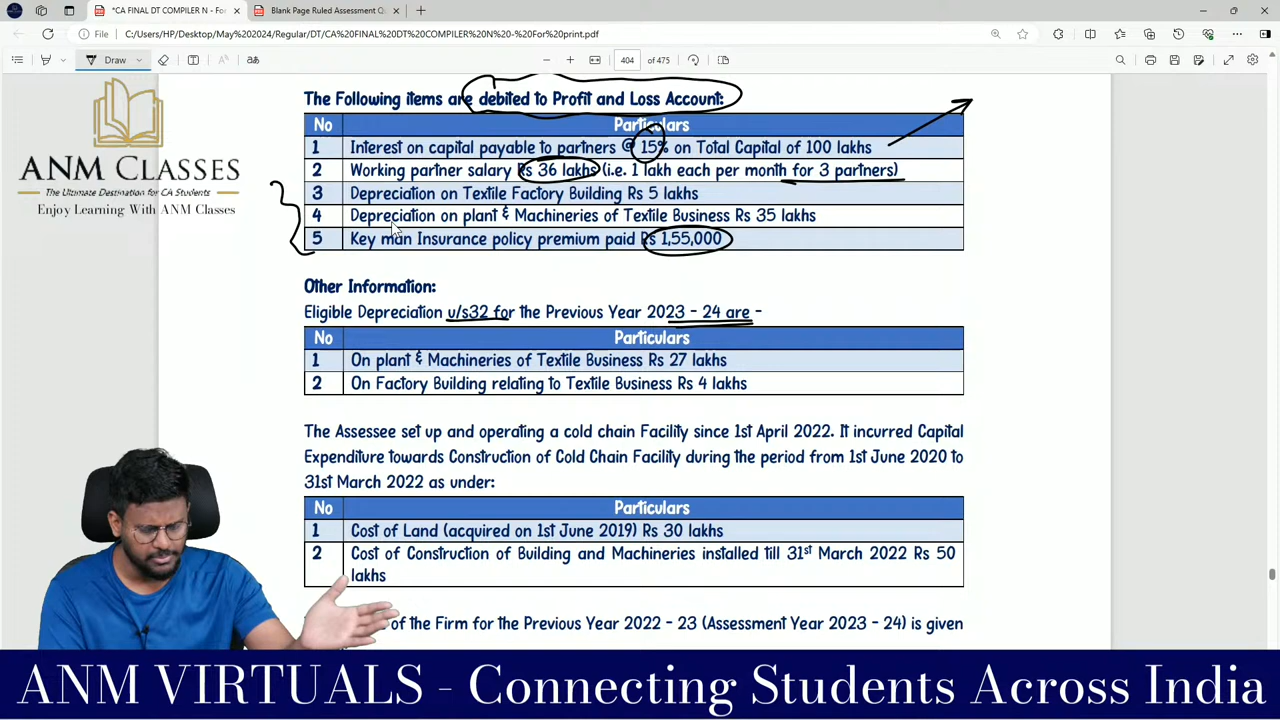 *CA FINAL DT COMPILER N - Fo
Blank Page Ruled Assessment Q
File
C:/Users/HP/Desktop/May%202024/Regular/DT/CA%20FINAL%20DT%20COMPILER%20N%20-%20For%20print.pdf
Draw
404
of 475
ANM CLASSES
The Ultimate Destination for CA Students
Enjoy Learning With ANM Classes
The Following items are debited to Profit and Loss Account:
No Particulars
1 Interest on capital payable to partners @ 15% on Total Capital of 100 lakhs
2 Working partner salary Rs 36 lakhs (i.e. 1 lakh each per month for 3 partners)
3 Depreciation on Textile Factory Building Rs 5 lakhs
4 Depreciation on plant & Machineries of Textile Business Rs 35 lakhs
5 Key man Insurance policy premium paid Rs 1,55,000
Other Information:
Eligible Depreciation u/s32 for the Previous Year 2023 - 24 are -
No Particulars
1 On plant & Machineries of Textile Business Rs 27 lakhs
2 On Factory Building relating to Textile Business Rs 4 lakhs
The Assessee set up and operating a cold chain Facility since 1st April 2022. It incurred Capital
Expenditure towards Construction of Cold Chain Facility during the period from 1st June 2020 to
31st March 2022 as under:
No Particulars
1 Cost of Land (acquired on 1st June 2019) Rs 30 lakhs
2 Cost of Construction of Building and Machineries installed till 31st March 2022 Rs 50
lakhs
of the Firm for the Previous Year 2022 - 23 (Assessment Year 2023 - 24) is given
ANM VIRTUALS - Connecting Students Across India